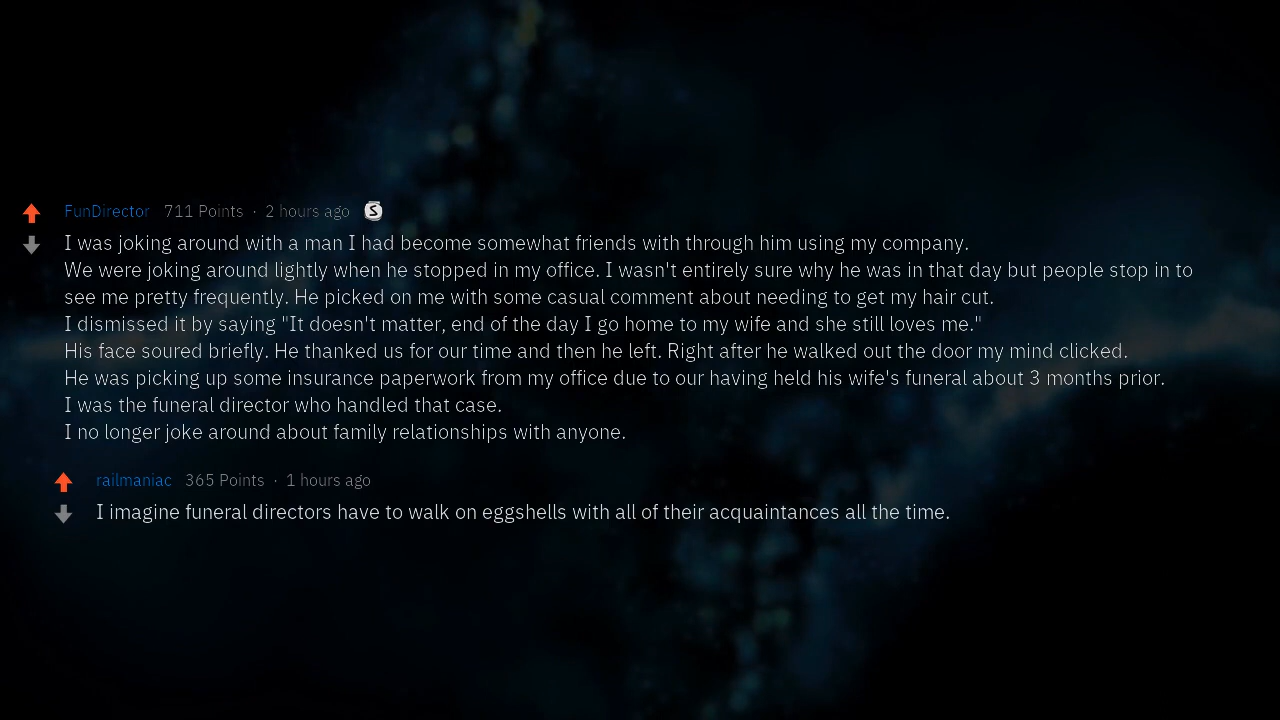 FunDirector 711 Points · 2 hours ago S
I was joking around with a man I had become somewhat friends with through him using my company.
We were joking around lightly when he stopped in my office. I wasn't entirely sure why he was in that day but people stop in to
see me pretty frequently. He picked on me with some casual comment about needing to get my hair cut.
I dismissed it by saying "It doesn't matter, end of the day I go home to my wife and she still loves me."
His face soured briefly. He thanked us for our time and then he left. Right after he walked out the door my mind clicked.
He was picking up some insurance paperwork from my office due to our having held his wife's funeral about 3 months prior.
I was the funeral director who handled that case.
I no longer joke around about family relationships with anyone.
railmaniac 365 Points · 1 hours ago
I imagine funeral directors have to walk on eggshells with all of their acquaintances all the time.